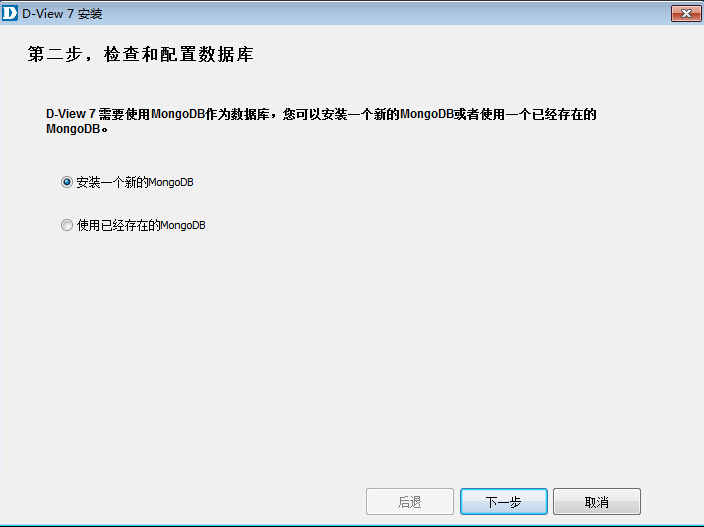 D-View 7 安装
第二步，检查和配置数据库
D-View 7 需要使用MongoDB作为数据库，您可以安装一个新的MongoDB或者使用一个已经存在的
MongoDB。
安装一个新的MongoDB
使用已经存在的MongoDB
后退 下一步 取消